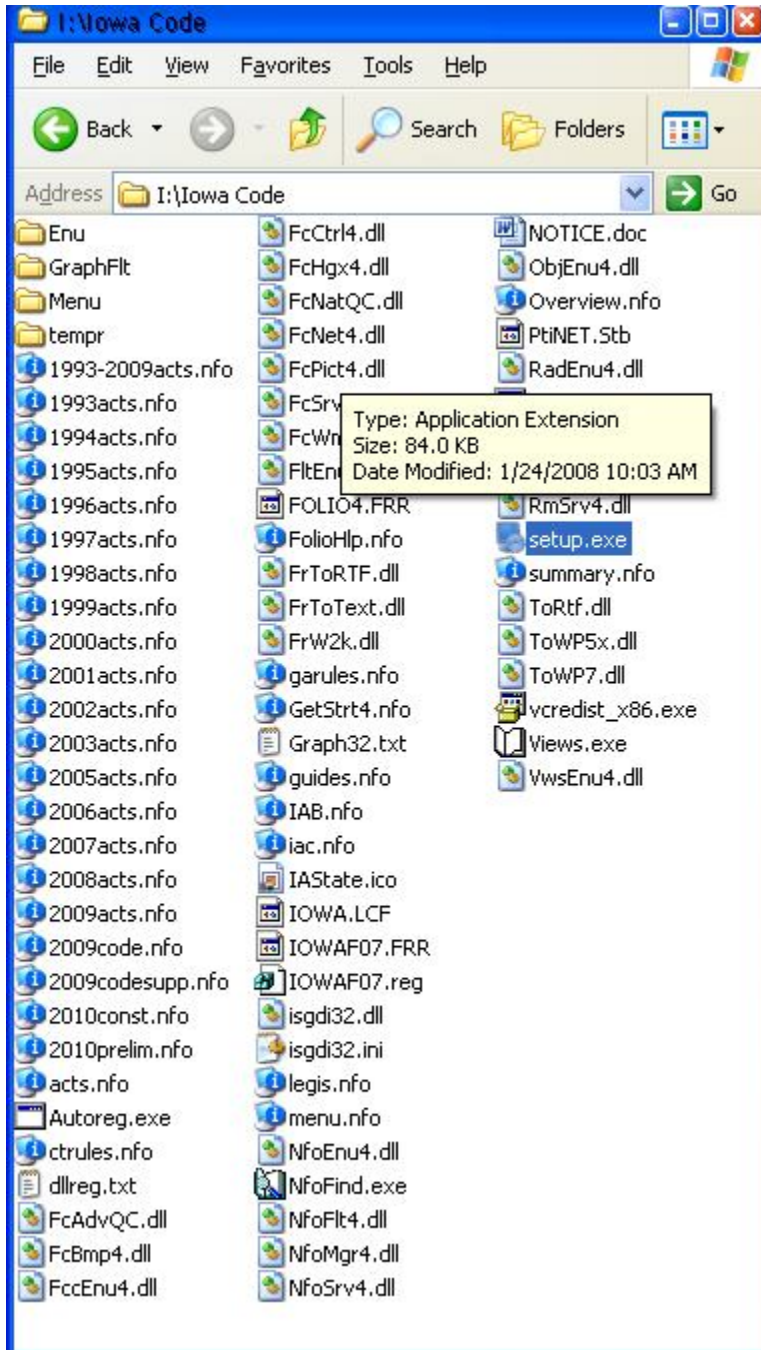 I:\Iowa Code
File Edit View Favorites Tools Help
Back Search Folders
Address I:\Iowa Code Go
Enu
GraphFlt
Menu
tempr
1993-2009acts.nfo
1993acts.nfo
1994acts.nfo
1995acts.nfo
1996acts.nfo
1997acts.nfo
1998acts.nfo
1999acts.nfo
2000acts.nfo
2001acts.nfo
2002acts.nfo
2003acts.nfo
2005acts.nfo
2006acts.nfo
2007acts.nfo
2008acts.nfo
2009acts.nfo
2009code.nfo
2009codesupp.nfo
2010const.nfo
2010prelim.nfo
acts.nfo
Autoreg.exe
ctrules.nfo
dllreg.txt
FcAdvQC.dll
FcBmp4.dll
FccEnu4.dll
FcCtrl4.dll
FcHgx4.dll
FcNatQC.dll
FcNet4.dll
FcPict4.dll
FcSrv
FltEnu
FOLIO4.FRR
FolioHlp.nfo
FrToRTF.dll
FrToText.dll
FrW2k.dll
garules.nfo
GetStrt4.nfo
Graph32.txt
guides.nfo
IAB.nfo
iac.nfo
IAState.ico
IOWA.LCF
IOWAF07.FRR
IOWAF07.reg
isgdi32.dll
isgdi32.ini
legis.nfo
menu.nfo
NfoEnu4.dll
NfoFind.exe
NfoFlt4.dll
NfoMgr4.dll
NfoSrv4.dll
NOTICE.doc
ObjEnu4.dll
Overview.nfo
PtiNET.Stb
RadEnu4.dll
Type: Application Extension
Size: 84.0 KB
Date Modified: 1/24/2008 10:03 AM
RmSrv4.dll
setup.exe
summary.nfo
ToRtf.dll
ToWP5x.dll
ToWP7.dll
vcredist_x86.exe
Views.exe
VwsEnu4.dll